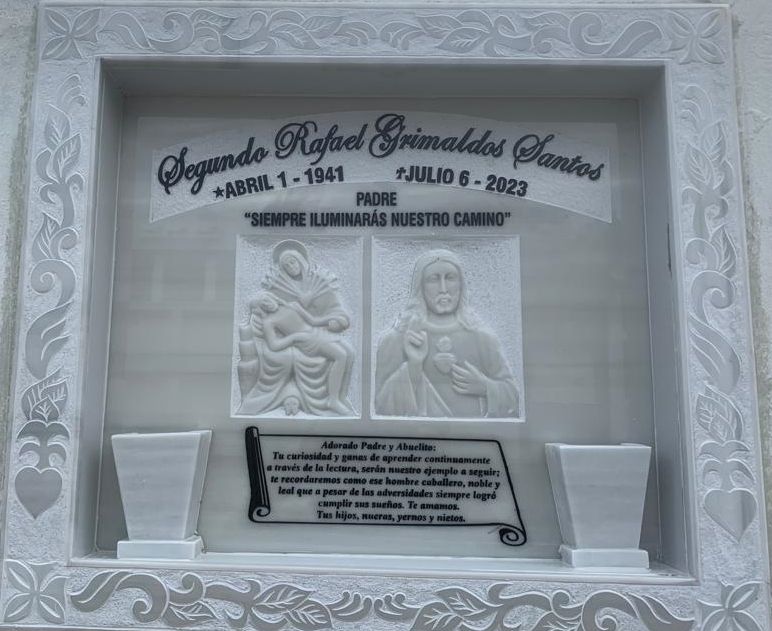 Segundo Rafael Grimaldos Santos
★ABRIL 1 - 1941 ✝JULIO 6 - 2023
PADRE
“SIEMPRE ILUMINARÁS NUESTRO CAMINO”
Adorado Padre y Abuelito:
Tu curiosidad y ganas de aprender continuamente
a través de la lectura, serán nuestro ejemplo a seguir;
te recordaremos como ese hombre caballero, noble y
leal que a pesar de las adversidades siempre logró
cumplir sus sueños. Te amamos.
Tus hijos, nueras, yernos y nietos.